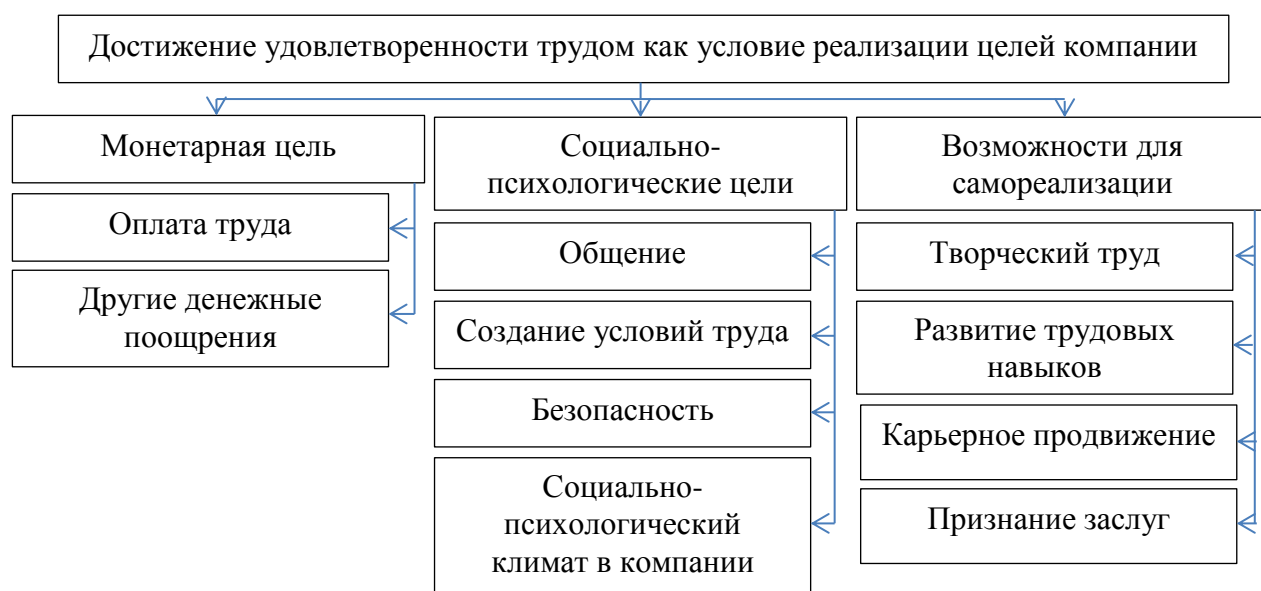 Достижение удовлетворенности трудом как условие реализации целей компании
Монетарная цель
Оплата труда
Другие денежные
поощрения
Социально-
психологические цели
Общение
Создание условий труда
Безопасность
Социально-
психологический
климат в компании
Возможности для
самореализации
Творческий труд
Развитие трудовых
навыков
Карьерное продвижение
Признание заслуг